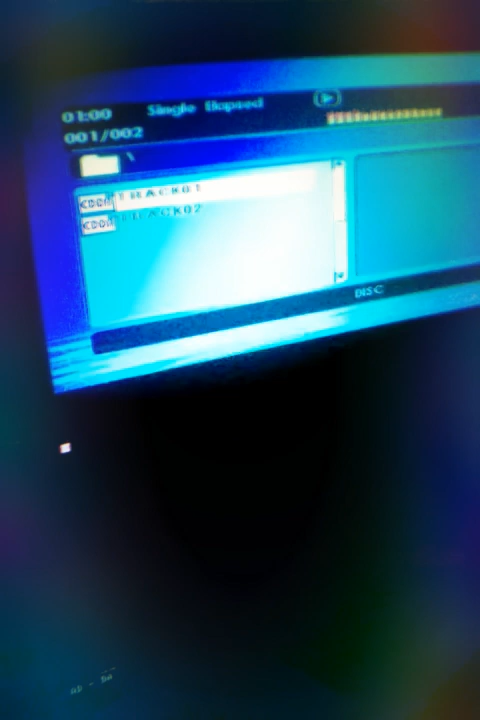 01:00 Single Elapsed
001/002
\
CDDA TRACK01
CDDA TRACK02
DISC